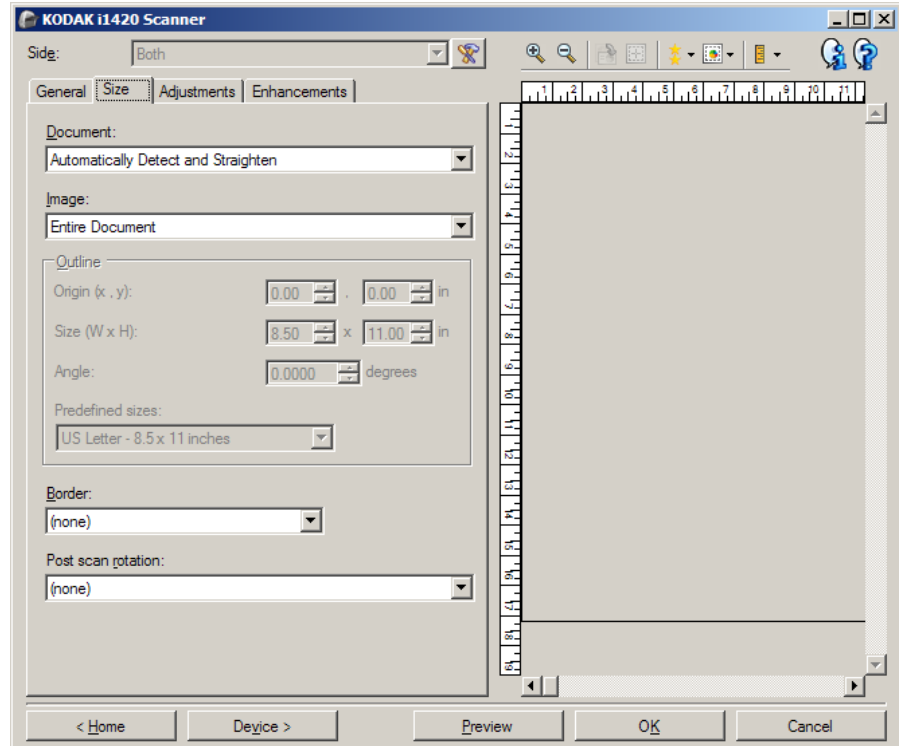 KODAK i1420 Scanner
Side: Both
General Size Adjustments Enhancements
Document:
Automatically Detect and Straighten
Image:
Entire Document
Outline
Origin (x , y): 0.00 . 0.00 in
Size (W x H): 8.50 x 11.00 in
Angle: 0.0000 degrees
Predefined sizes:
US Letter - 8.5 x 11 inches
Border:
(none)
Post scan rotation:
(none)
1 2 3 4 5 6 7 8 9 10 11
1
2
3
4
5
6
7
8
9
10
11
12
13
14
15
16
17
18
19
< Home Device > Preview OK Cancel